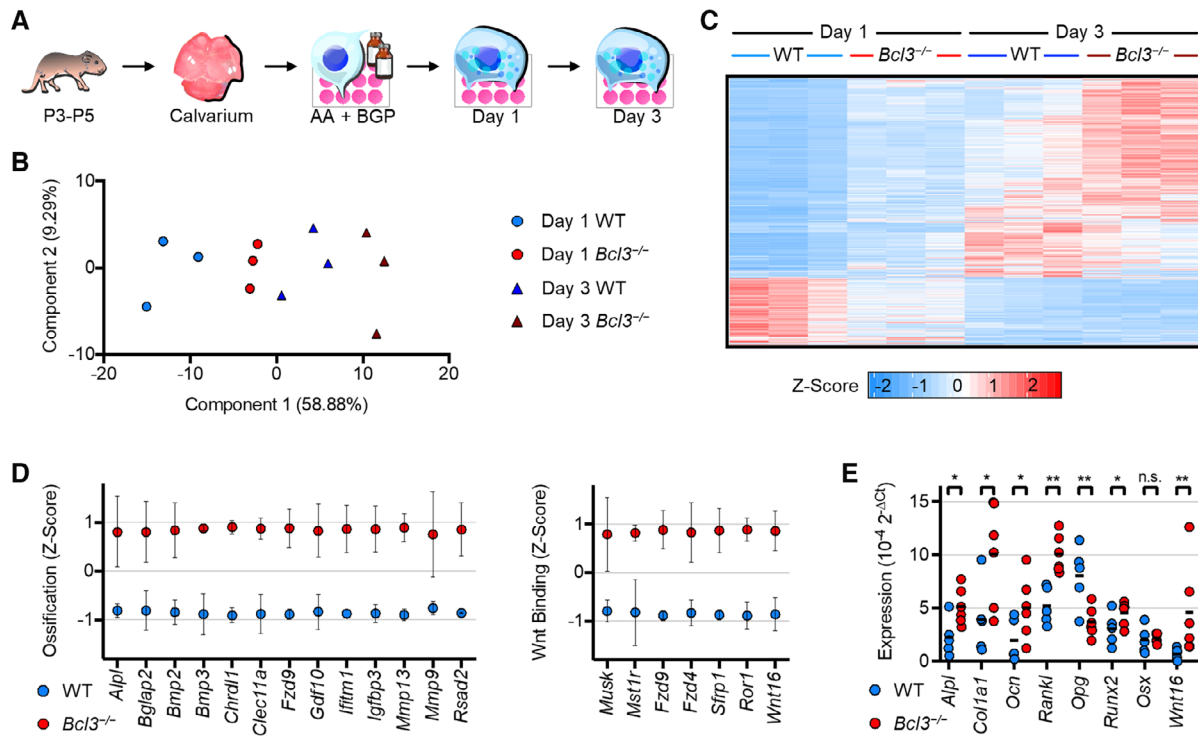 A
P3-P5
Calvarium
AA + BGP
Day 1
Day 3
B
Component 2 (9.29%)
10
0
-10
-20
-10
0
10
20
Component 1 (58.88%)
Day 1 WT
Day 1 Bcl3−/−
Day 3 WT
Day 3 Bcl3−/−
C
Day 1
Day 3
WT
Bcl3−/−
WT
Bcl3−/−
Z-Score
-2
-1
0
1
2
D
Ossification (Z-Score)
1
0
-1
Alpl
Bglap2
Bmp2
Bmp3
Chrdl1
Clec11a
Fzd9
Gdf10
Ifitm1
Igfbp3
Mmp13
Mmp9
Rsad2
WT
Bcl3−/−
Wnt Binding (Z-Score)
1
0
-1
Musk
Mst1r
Fzd9
Fzd4
Sfrp1
Ror1
Wnt16
E
Expression (10-4 2-ΔCt)
15
10
5
0
* * * ** ** * n.s. **
Alpl
Col1a1
Ocn
Rankl
Opg
Runx2
Osx
Wnt16
WT
Bcl3−/−